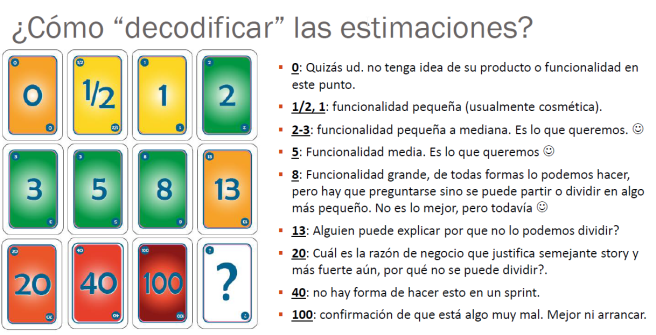 ¿Cómo “decodificar” las estimaciones?
0 1/2 1 2
3 5 8 13
20 40 100 ?
0: Quizás ud. no tenga idea de su producto o funcionalidad en
este punto.
1/2, 1: funcionalidad pequeña (usualmente cosmética).
2-3: funcionalidad pequeña a mediana. Es lo que queremos. ☺
5: Funcionalidad media. Es lo que queremos ☺
8: Funcionalidad grande, de todas formas lo podemos hacer,
pero hay que preguntarse sino se puede partir o dividir en algo
más pequeño. No es lo mejor, pero todavía ☺
13: Alguien puede explicar por que no lo podemos dividir?
20: Cuál es la razón de negocio que justifica semejante story y
más fuerte aún, por qué no se puede dividir?.
40: no hay forma de hacer esto en un sprint.
100: confirmación de que está algo muy mal. Mejor ni arrancar.